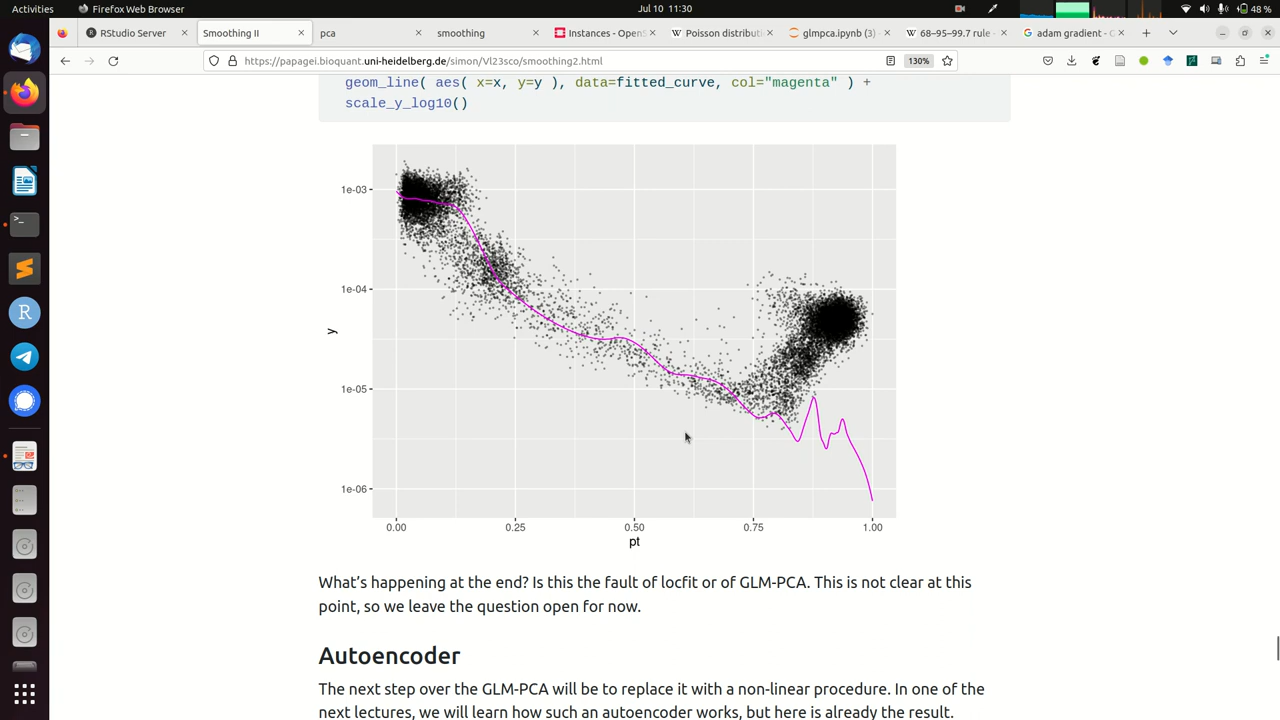 Activities
Firefox Web Browser
Jul 10 11:30
48 %
RStudio Server
Smoothing II
pca
smoothing
Instances - OpenS
Poisson distributi
glmpca.ipynb (3)
68–95–99.7 rule -
adam gradient - G
https://papagei.bioquant.uni-heidelberg.de/simon/Vl23sco/smoothing2.html
130%
geom_line( aes( x=x, y=y ), data=fitted_curve, col="magenta" ) +
scale_y_log10()
1e-03
1e-04
1e-05
1e-06
y
0.00 0.25 0.50 0.75 1.00
pt
What's happening at the end? Is this the fault of locfit or of GLM-PCA. This is not clear at this
point, so we leave the question open for now.
Autoencoder
The next step over the GLM-PCA will be to replace it with a non-linear procedure. In one of the
next lectures, we will learn how such an autoencoder works, but here is already the result.